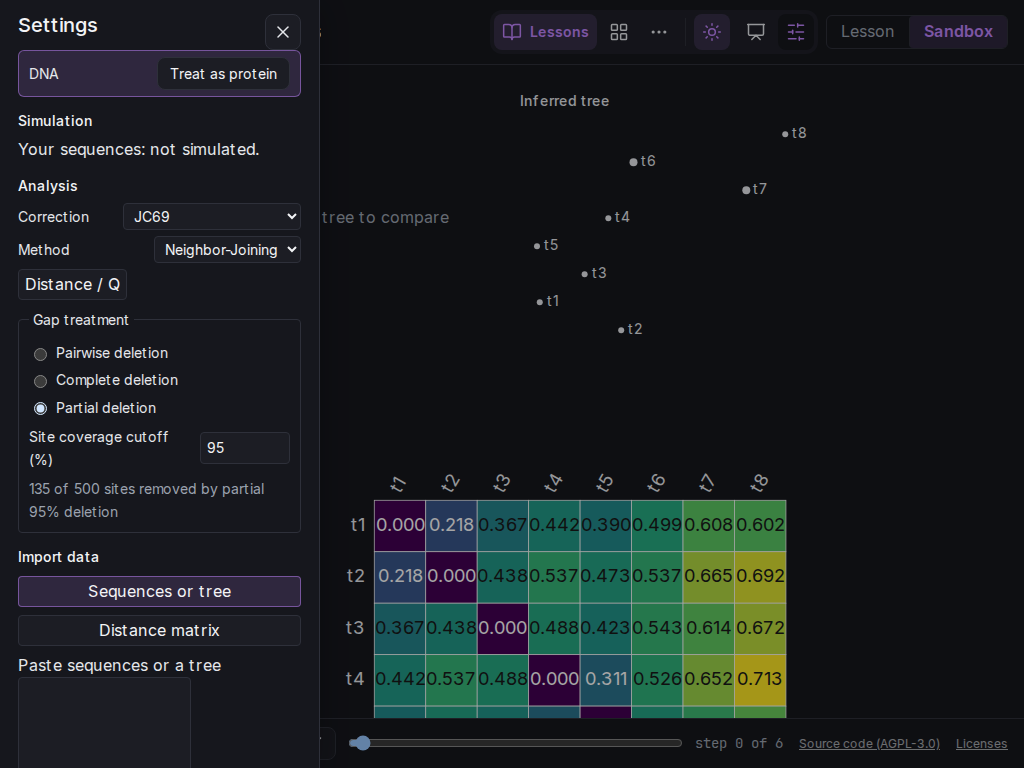 Settings
DNA
Treat as protein
Simulation
Your sequences: not simulated.
Analysis
Correction
JC69
Method
Neighbor-Joining
Distance / Q
Gap treatment
Pairwise deletion
Complete deletion
Partial deletion
Site coverage cutoff
(%)
95
135 of 500 sites removed by partial
95% deletion
Import data
Sequences or tree
Distance matrix
Paste sequences or a tree
Lessons
Lesson
Sandbox
Inferred tree
t8
t6
t7
tree to compare
t4
t5
t3
t1
t2
t1 t2 t3 t4 t5 t6 t7 t8
t1 0.000 0.218 0.367 0.442 0.390 0.499 0.608 0.602
t2 0.218 0.000 0.438 0.537 0.473 0.537 0.665 0.692
t3 0.367 0.438 0.000 0.488 0.423 0.543 0.614 0.672
t4 0.442 0.537 0.488 0.000 0.311 0.526 0.652 0.713
step 0 of 6
Source code (AGPL-3.0)
Licenses